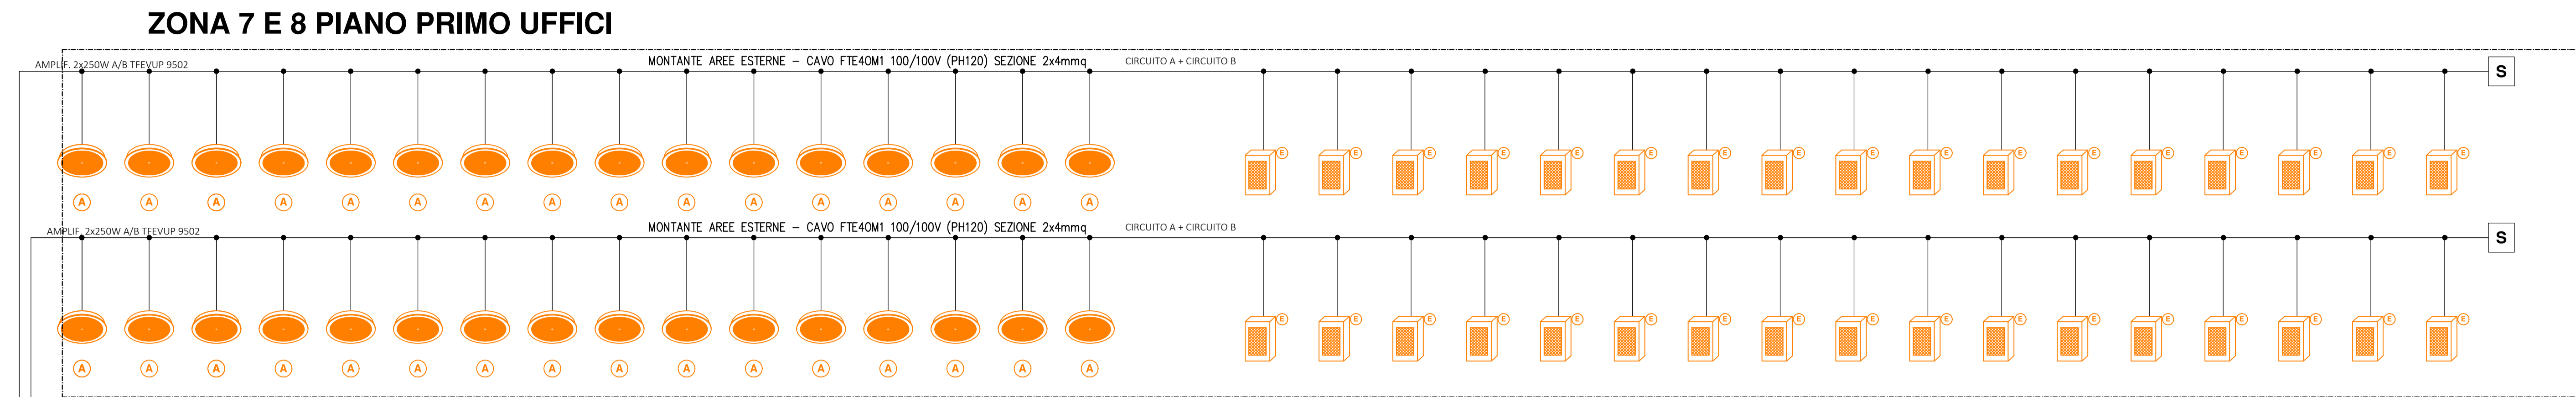 ZONA 7 E 8 PIANO PRIMO UFFICI
AMPLIF. 2x250W A/B TFEVUP 9502 MONTANTE AREE ESTERNE – CAVO FTE4OM1 100/100V (PH120) SEZIONE 2x4mmq CIRCUITO A + CIRCUITO B
S
E E E E E E E E E E E E E E E E E
A A A A A A A A A A A A A A A A
AMPLIF. 2x250W A/B TFEVUP 9502 MONTANTE AREE ESTERNE – CAVO FTE4OM1 100/100V (PH120) SEZIONE 2x4mmq CIRCUITO A + CIRCUITO B
S
E E E E E E E E E E E E E E E E E
A A A A A A A A A A A A A A A A